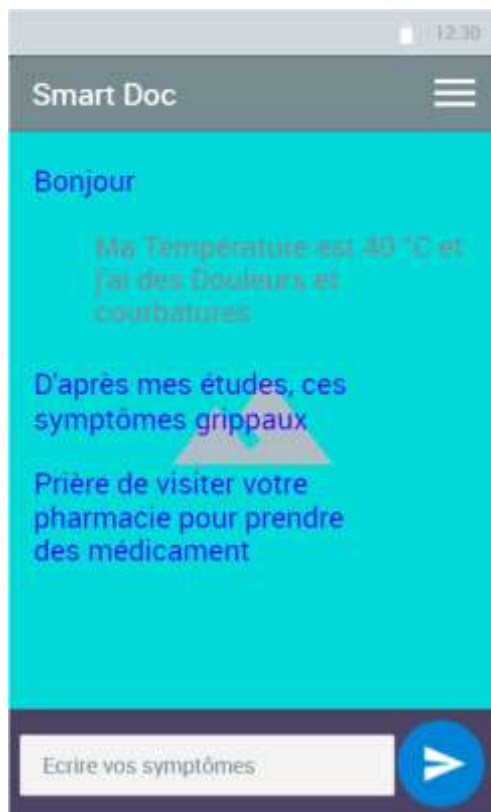 12:30
Smart Doc
Bonjour
Ma Température est 40 °C et
j'ai des Douleurs et
courbatures
D'après mes études, ces
symptômes grippaux
Prière de visiter votre
pharmacie pour prendre
des médicament
Ecrire vos symptômes